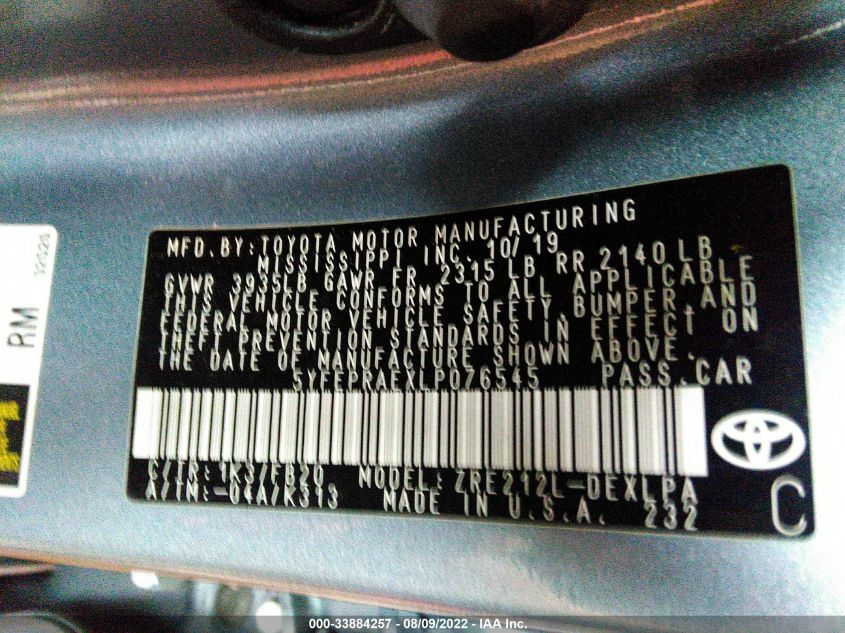 MFD. BY: TOYOTA MOTOR MANUFACTURING
MISSISSIPPI INC. 10/19
GVWR 3935LB GAWR FR 2315 LB RR 2140 LB
THIS VEHICLE CONFORMS TO ALL APPLICABLE
FEDERAL MOTOR VEHICLE SAFETY, BUMPER, AND
THEFT PREVENTION STANDARDS IN EFFECT ON
THE DATE OF MANUFACTURE SHOWN ABOVE.
5YFEPRAEXLP076545 PASS.CAR
C/TR: 1K3/FB20 MODEL: ZRE212L-DEXLPA
A/TM: -04A/K313 MADE IN U.S.A. 232
C
RM
000-33884257 - 08/09/2022 - IAA Inc.